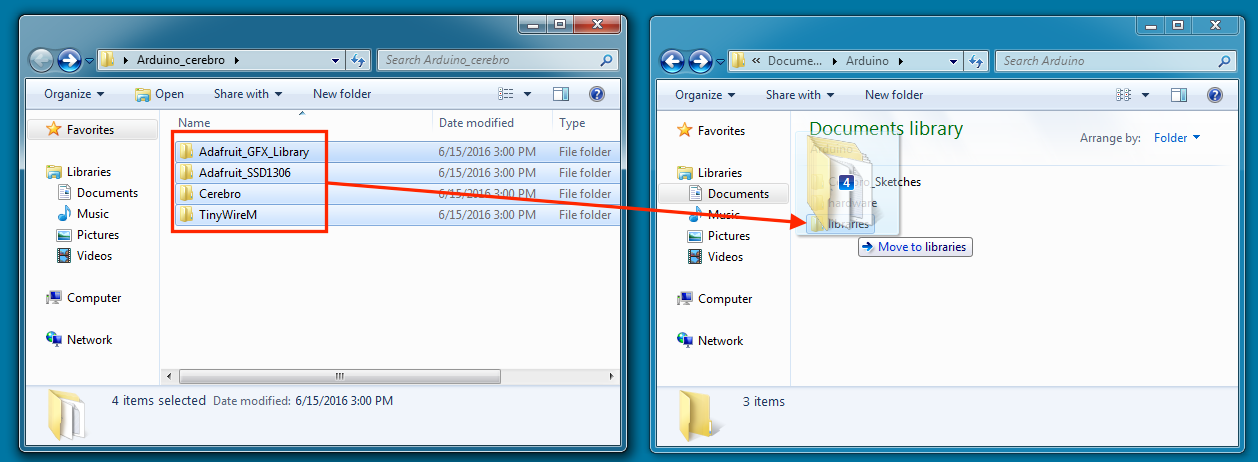 Arduino_cerebro
Search Arduino_cerebro
Organize
Open
Share with
New folder
Favorites
Libraries
Documents
Music
Pictures
Videos
Computer
Network
Name
Date modified
Type
Adafruit_GFX_Library 6/15/2016 3:00 PM File folder
Adafruit_SSD1306 6/15/2016 3:00 PM File folder
Cerebro 6/15/2016 3:00 PM File folder
TinyWireM 6/15/2016 3:00 PM File folder
4 items selected Date modified: 6/15/2016 3:00 PM
« Docume... Arduino
Search Arduino
Organize
Share with
New folder
Favorites
Libraries
Documents
Music
Pictures
Videos
Computer
Network
Documents library
Arduino
Arrange by: Folder
4
hardware
libraries
Move to libraries
3 items